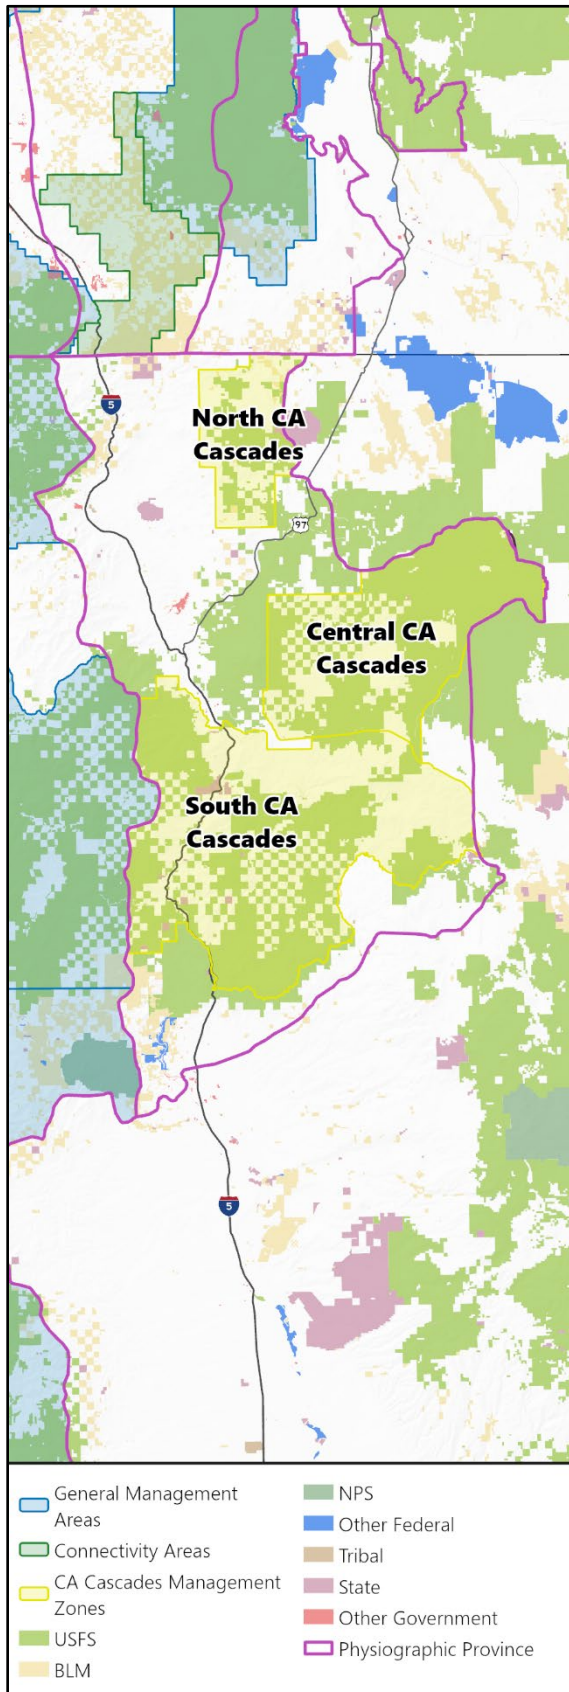 5
North CA
Cascades
97
Central CA
Cascades
South CA
Cascades
5
General Management
Areas
Connectivity Areas
CA Cascades Management
Zones
USFS
BLM
NPS
Other Federal
Tribal
State
Other Government
Physiographic Province